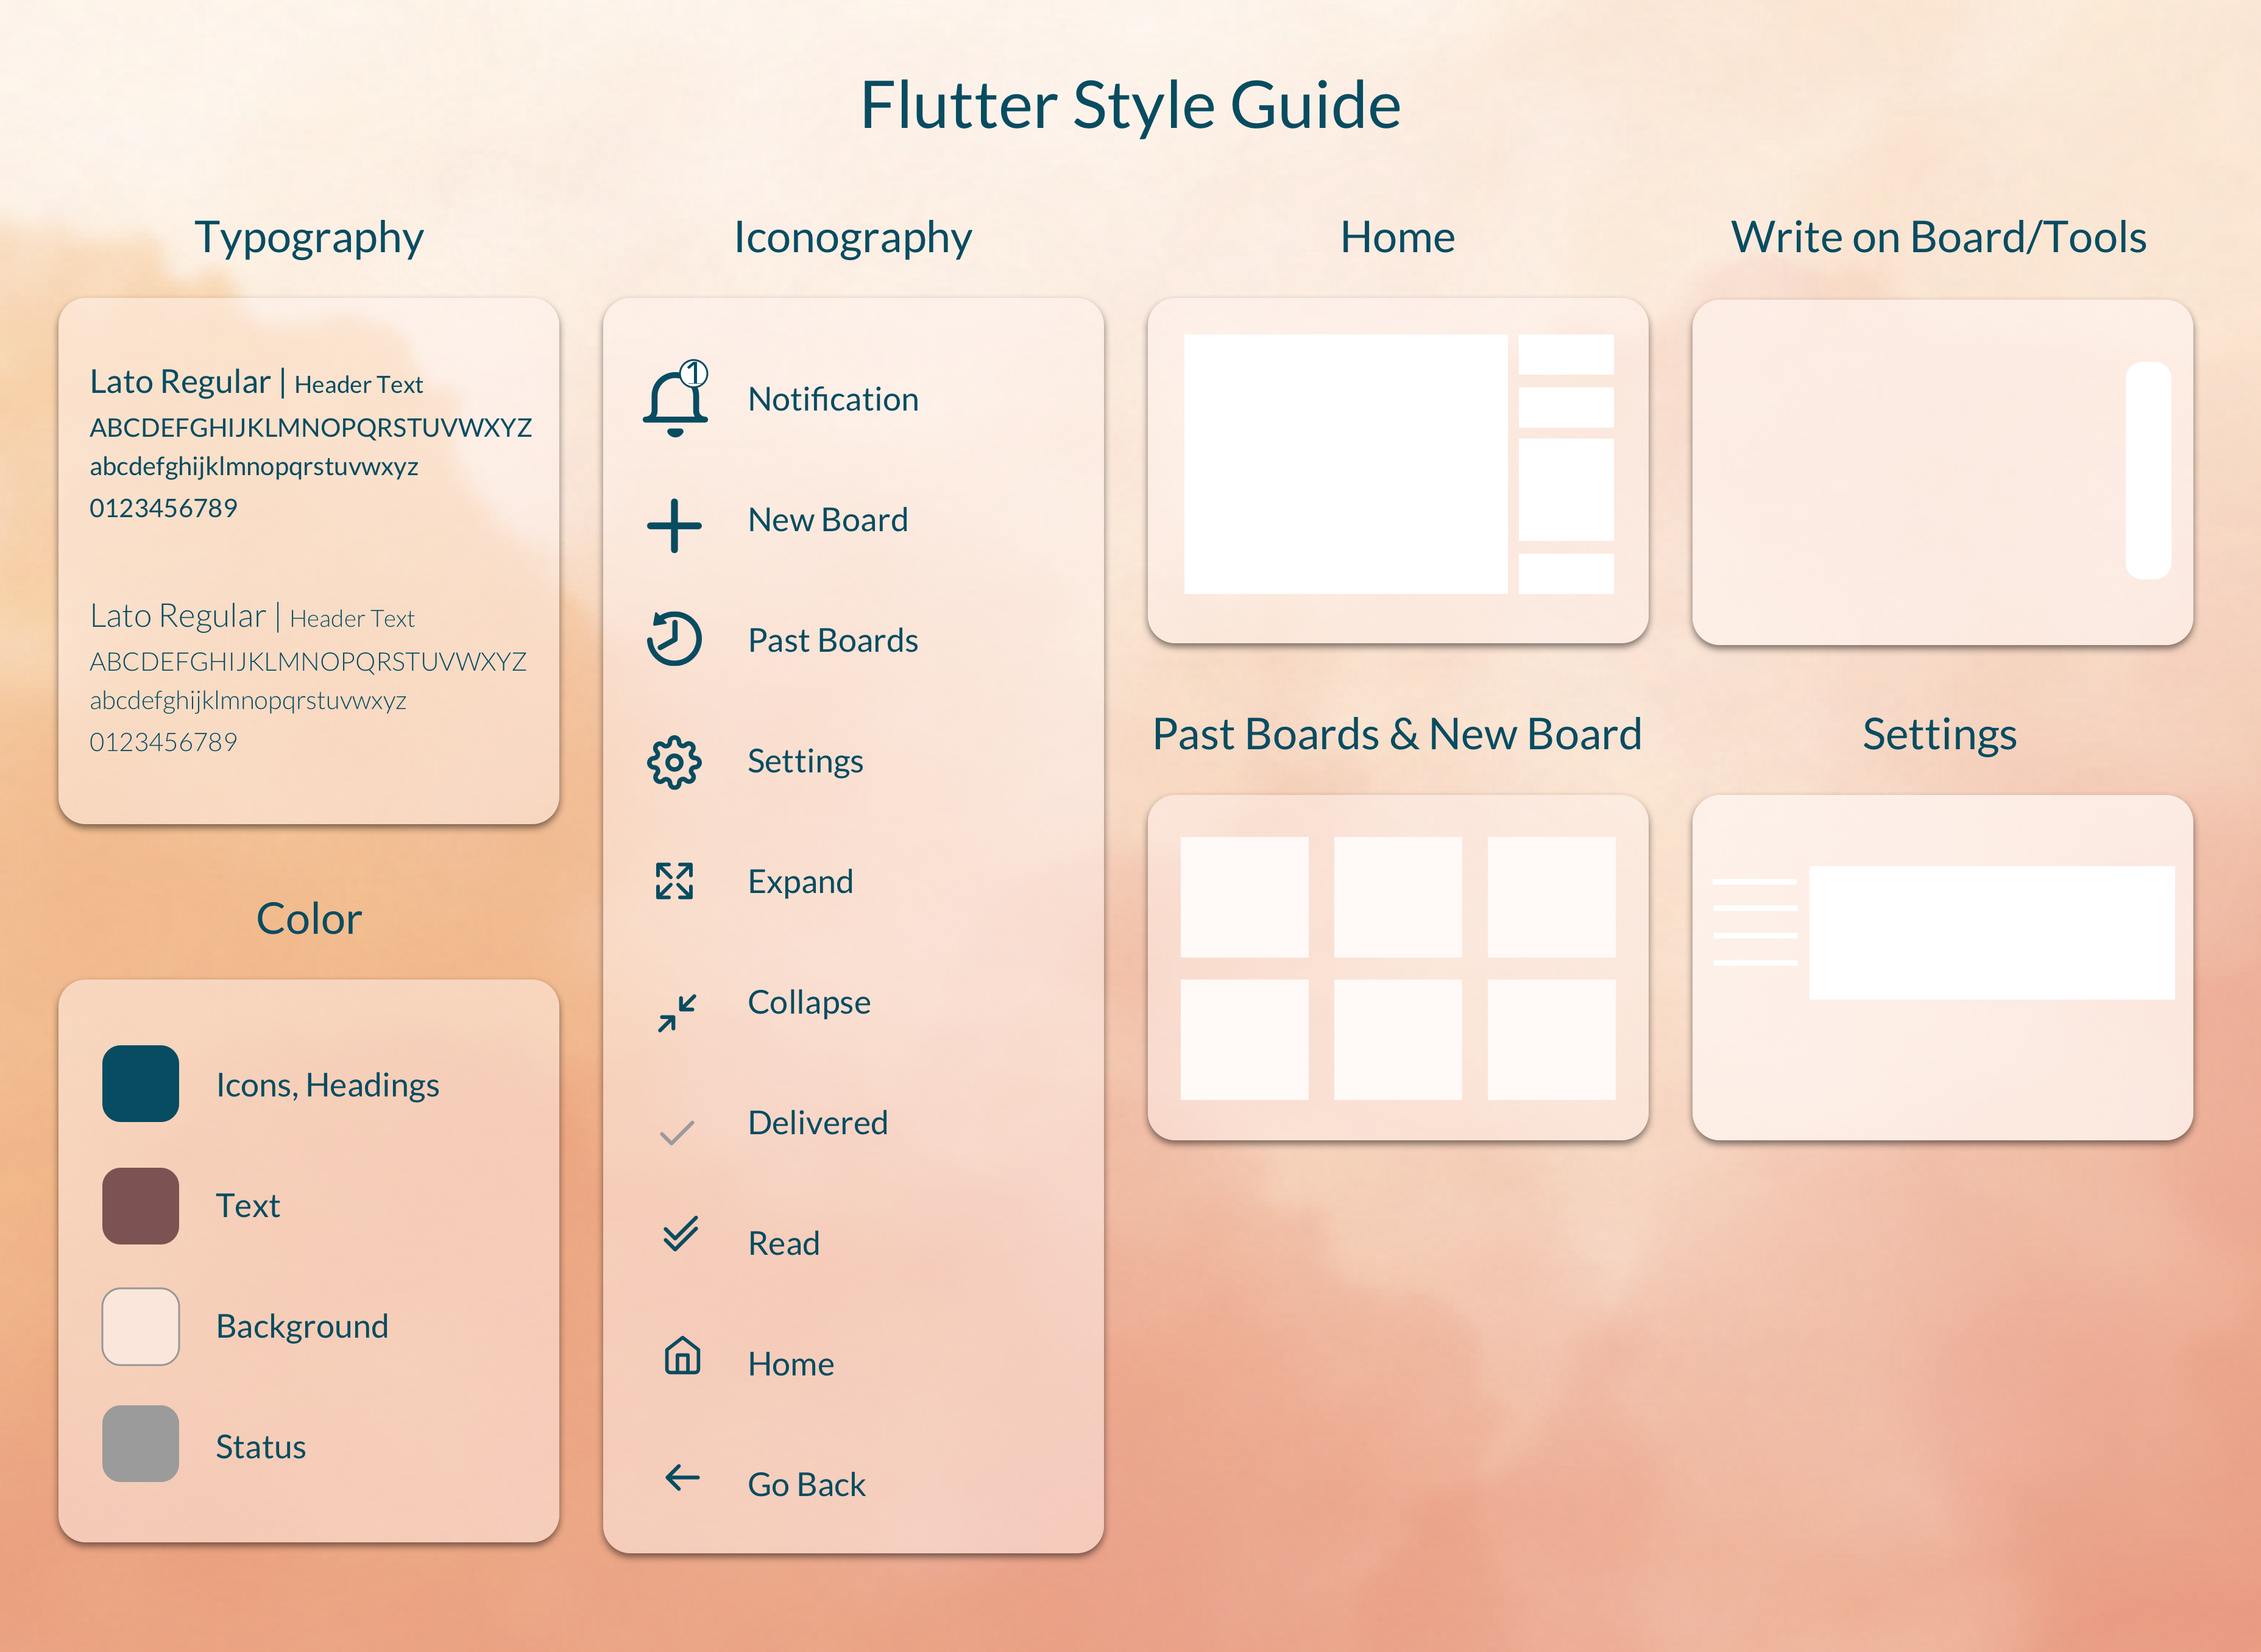 Flutter Style Guide
Typography
Lato Regular | Header Text
ABCDEFGHIJKLMNOPQRSTUVWXYZ
abcdefghijklmnopqrstuvwxyz
0123456789
Lato Regular | Header Text
ABCDEFGHIJKLMNOPQRSTUVWXYZ
abcdefghijklmnopqrstuvwxyz
0123456789
Color
Icons, Headings
Text
Background
Status
Iconography
1
Notification
New Board
Past Boards
Settings
Expand
Collapse
Delivered
Read
Home
Go Back
Home
Write on Board/Tools
Past Boards & New Board
Settings